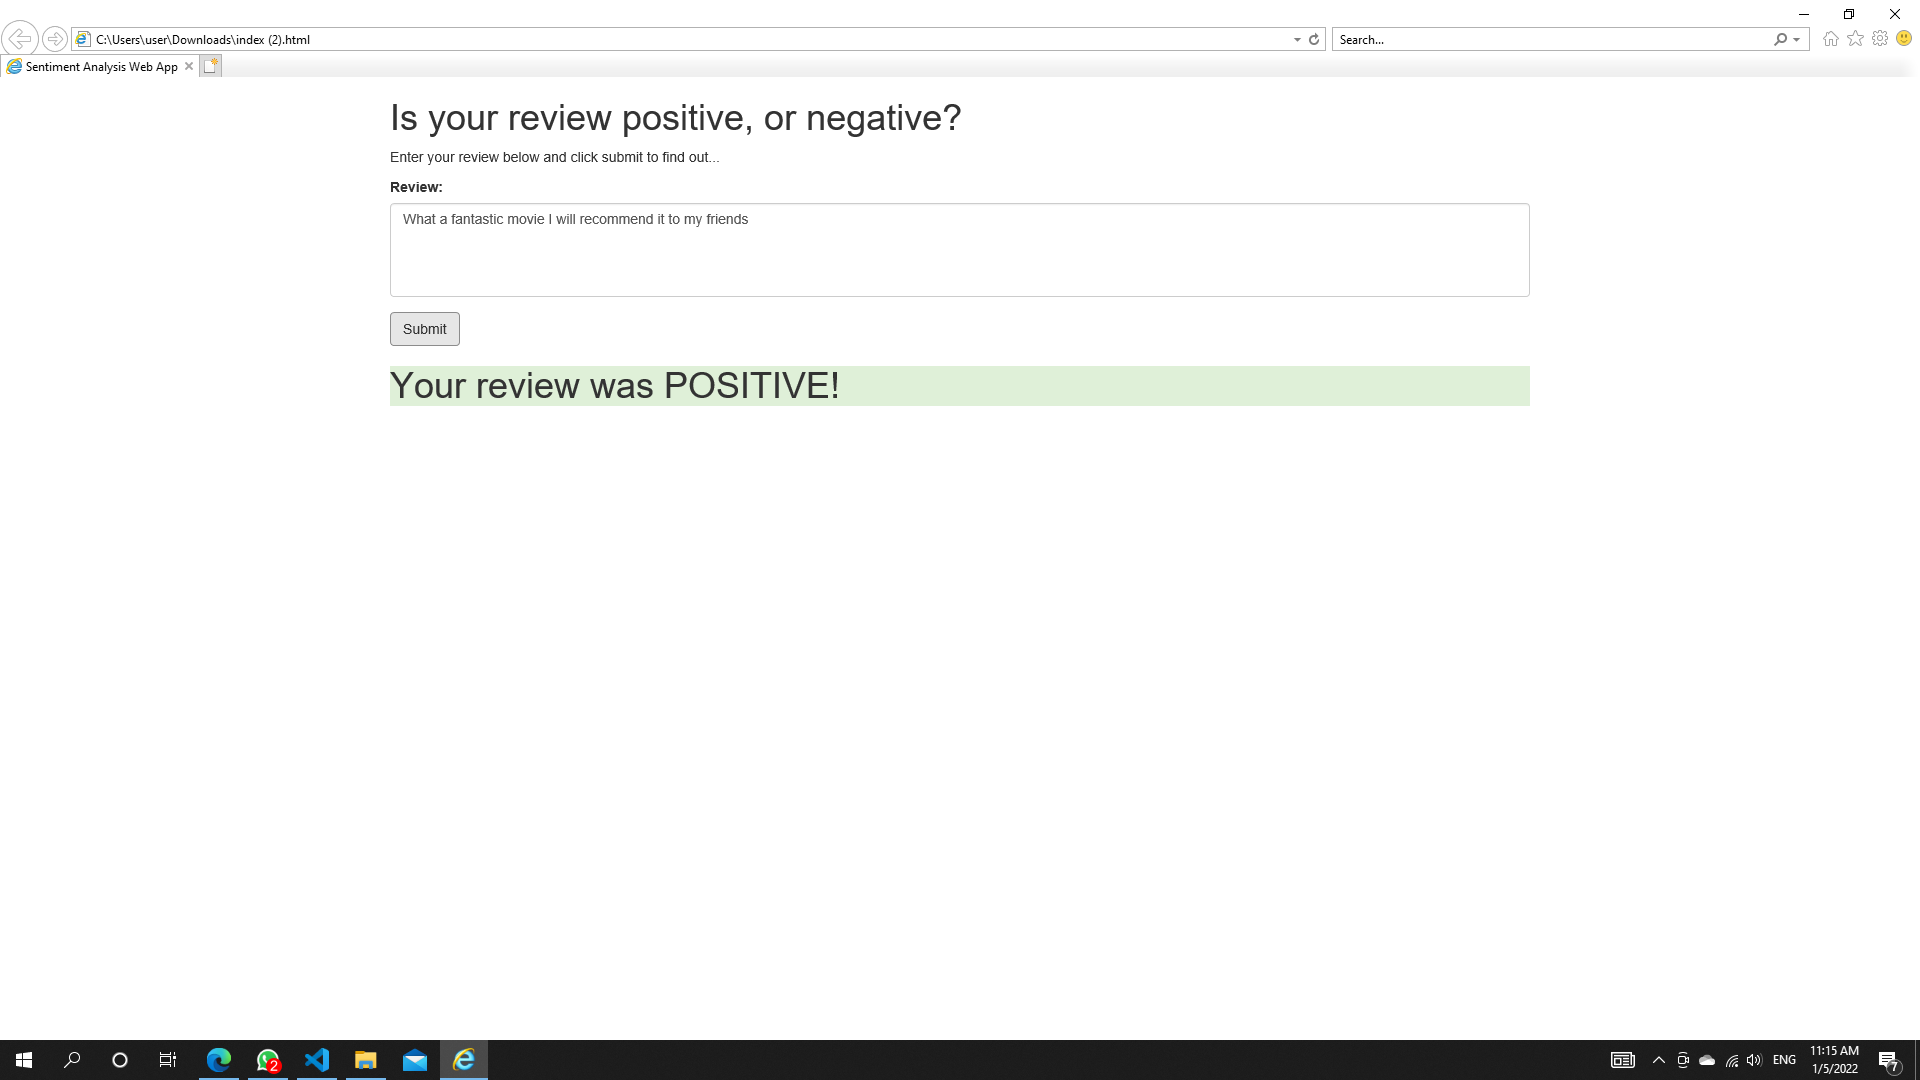 C:\Users\user\Downloads\index (2).html
Search...
Sentiment Analysis Web App
Is your review positive, or negative?
Enter your review below and click submit to find out...
Review:
What a fantastic movie I will recommend it to my friends
Submit
Your review was POSITIVE!
2
ENG
11:15 AM
1/5/2022
7